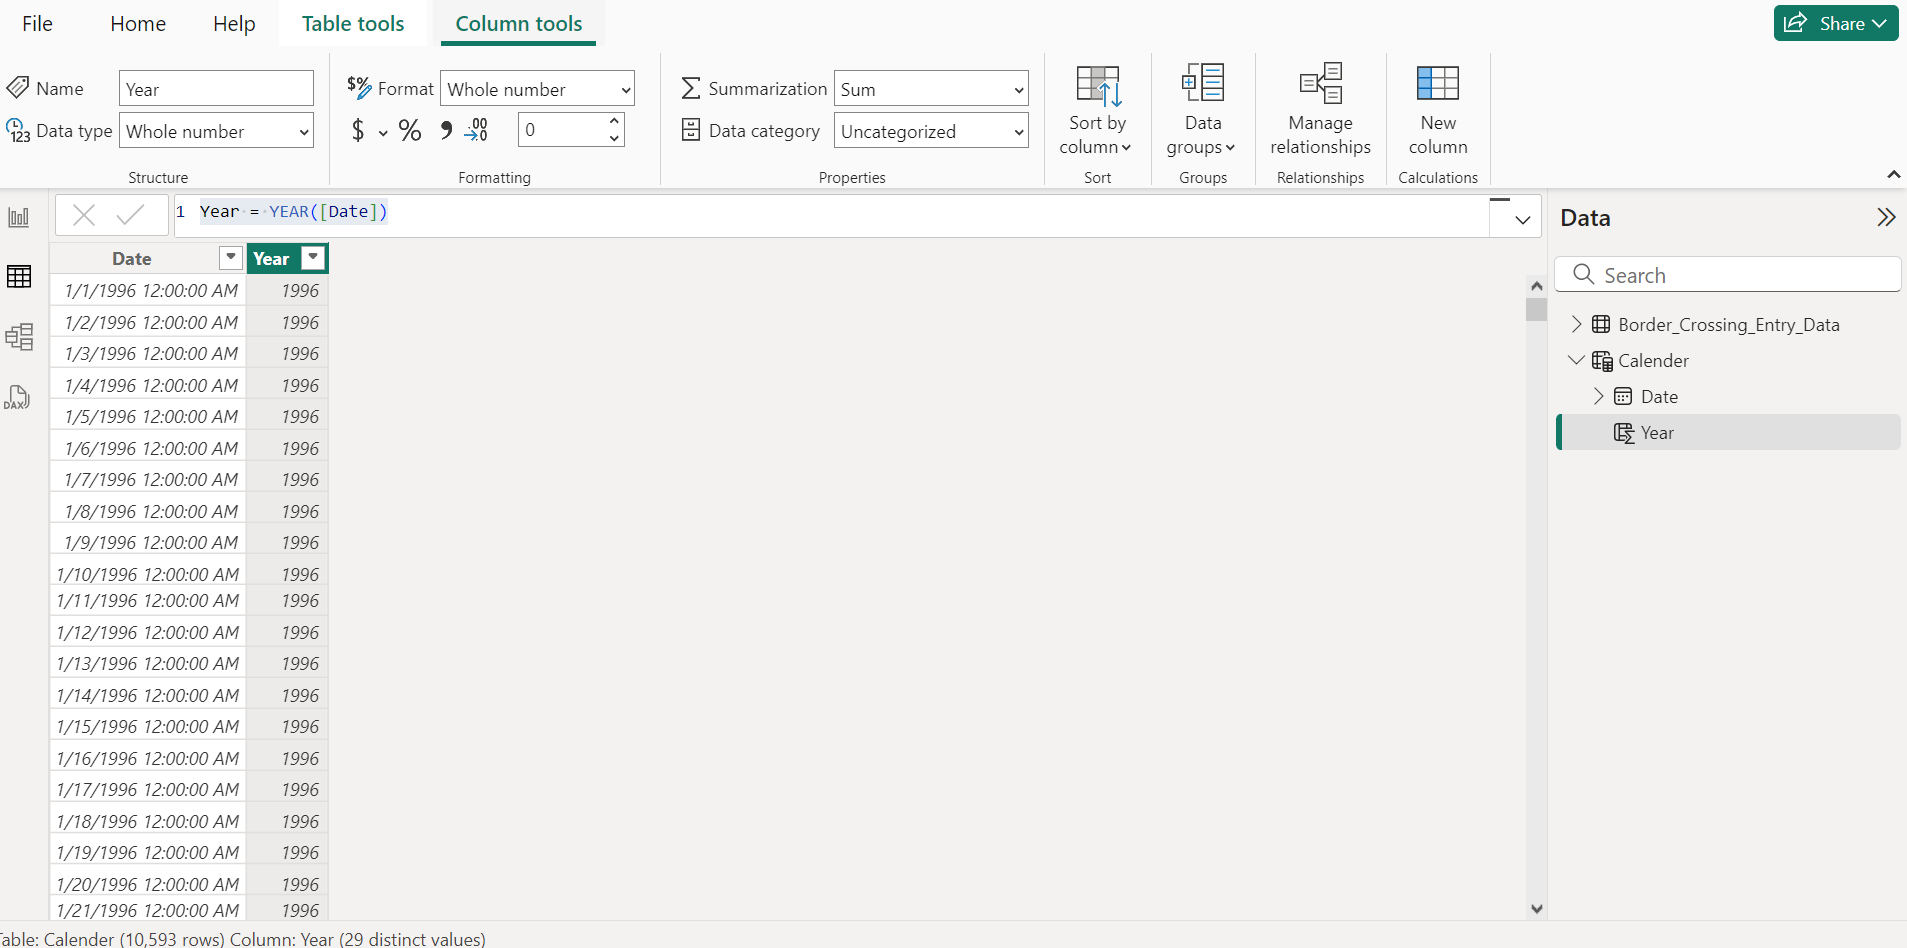 File Home Help Table tools Column tools Share
Name Year $% Format Whole number Summarization Sum
123 Data type Whole number $ % 9 .00 →.0 0 Data category Uncategorized
Sort by column Data groups Manage relationships New column
Structure Formatting Properties Sort Groups Relationships Calculations
1 Year = YEAR([Date])
Data
Search
Border_Crossing_Entry_Data
Calender
Date
Year
DAX
Date Year
1/1/1996 12:00:00 AM 1996
1/2/1996 12:00:00 AM 1996
1/3/1996 12:00:00 AM 1996
1/4/1996 12:00:00 AM 1996
1/5/1996 12:00:00 AM 1996
1/6/1996 12:00:00 AM 1996
1/7/1996 12:00:00 AM 1996
1/8/1996 12:00:00 AM 1996
1/9/1996 12:00:00 AM 1996
1/10/1996 12:00:00 AM 1996
1/11/1996 12:00:00 AM 1996
1/12/1996 12:00:00 AM 1996
1/13/1996 12:00:00 AM 1996
1/14/1996 12:00:00 AM 1996
1/15/1996 12:00:00 AM 1996
1/16/1996 12:00:00 AM 1996
1/17/1996 12:00:00 AM 1996
1/18/1996 12:00:00 AM 1996
1/19/1996 12:00:00 AM 1996
1/20/1996 12:00:00 AM 1996
1/21/1996 12:00:00 AM 1996
Table: Calender (10,593 rows) Column: Year (29 distinct values)